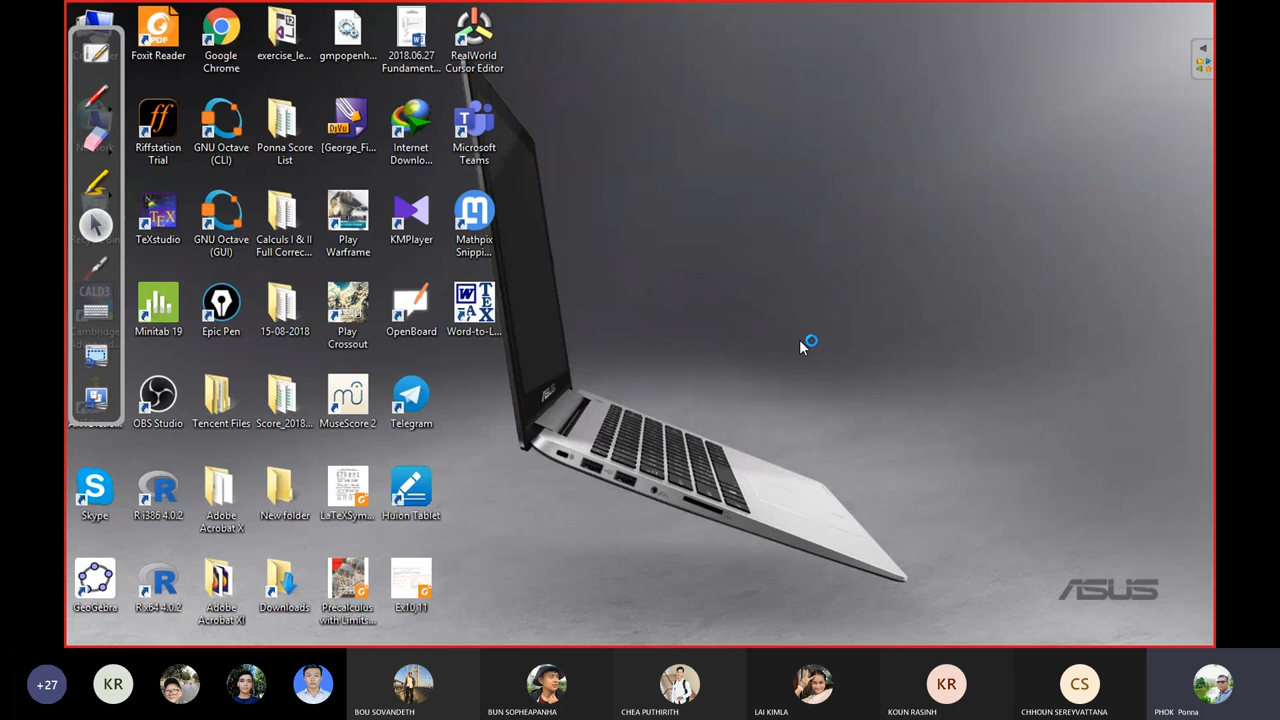 Foxit Reader
Google
Chrome
exercise_le...
gmpopenh...
2018.06.27
Fundament...
RealWorld
Cursor Editor
Riffstation
Trial
GNU Octave
(CLI)
Ponna Score
List
[George_Fi...
Internet
Downlo...
Microsoft
Teams
TeXstudio
GNU Octave
(GUI)
Calculs I & II
Full Correc...
Play
Warframe
KMPlayer
Mathpix
Snippi...
CALD3
Cambridge
Minitab 19
Epic Pen
15-08-2018
Play
Crossout
OpenBoard
Word-to-L...
OBS Studio
Tencent Files
Score_2018...
MuseScore 2
Telegram
Skype
R i386 4.0.2
Adobe
Acrobat X
New folder
LaTeXSym...
Huion Tablet
GeoGebra
R x64 4.0.2
Adobe
Acrobat XI
Downloads
Precalculus
with Limits...
Ex10,11
ASUS
ASUS
+27
KR
BOU SOVANDETH
BUN SOPHEAPANHA
CHEA PUTHIRITH
LAI KIMLA
KR
KOUN RASINH
CS
CHHOUN SEREYVATTANA
PHOK Ponna